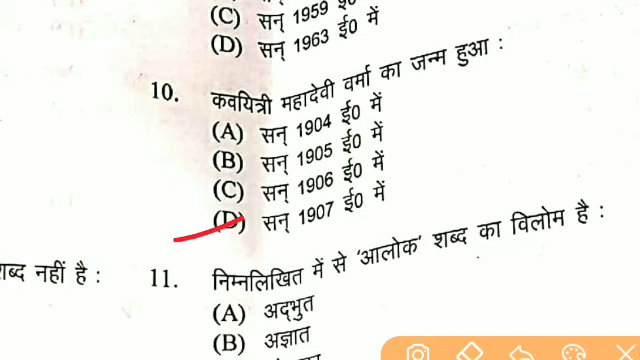 (C) सन् 1959 ई0 में
(D) सन् 1963 ई0 में
10. कवयित्री महादेवी वर्मा का जन्म हुआ :
(A) सन् 1904 ई0 में
(B) सन् 1905 ई0 में
(C) सन् 1906 ई0 में
(D) सन् 1907 ई0 में
शब्द नहीं है :
11. निम्नलिखित में से 'आलोक' शब्द का विलोम है :
(A) अद्भुत
(B) अज्ञात